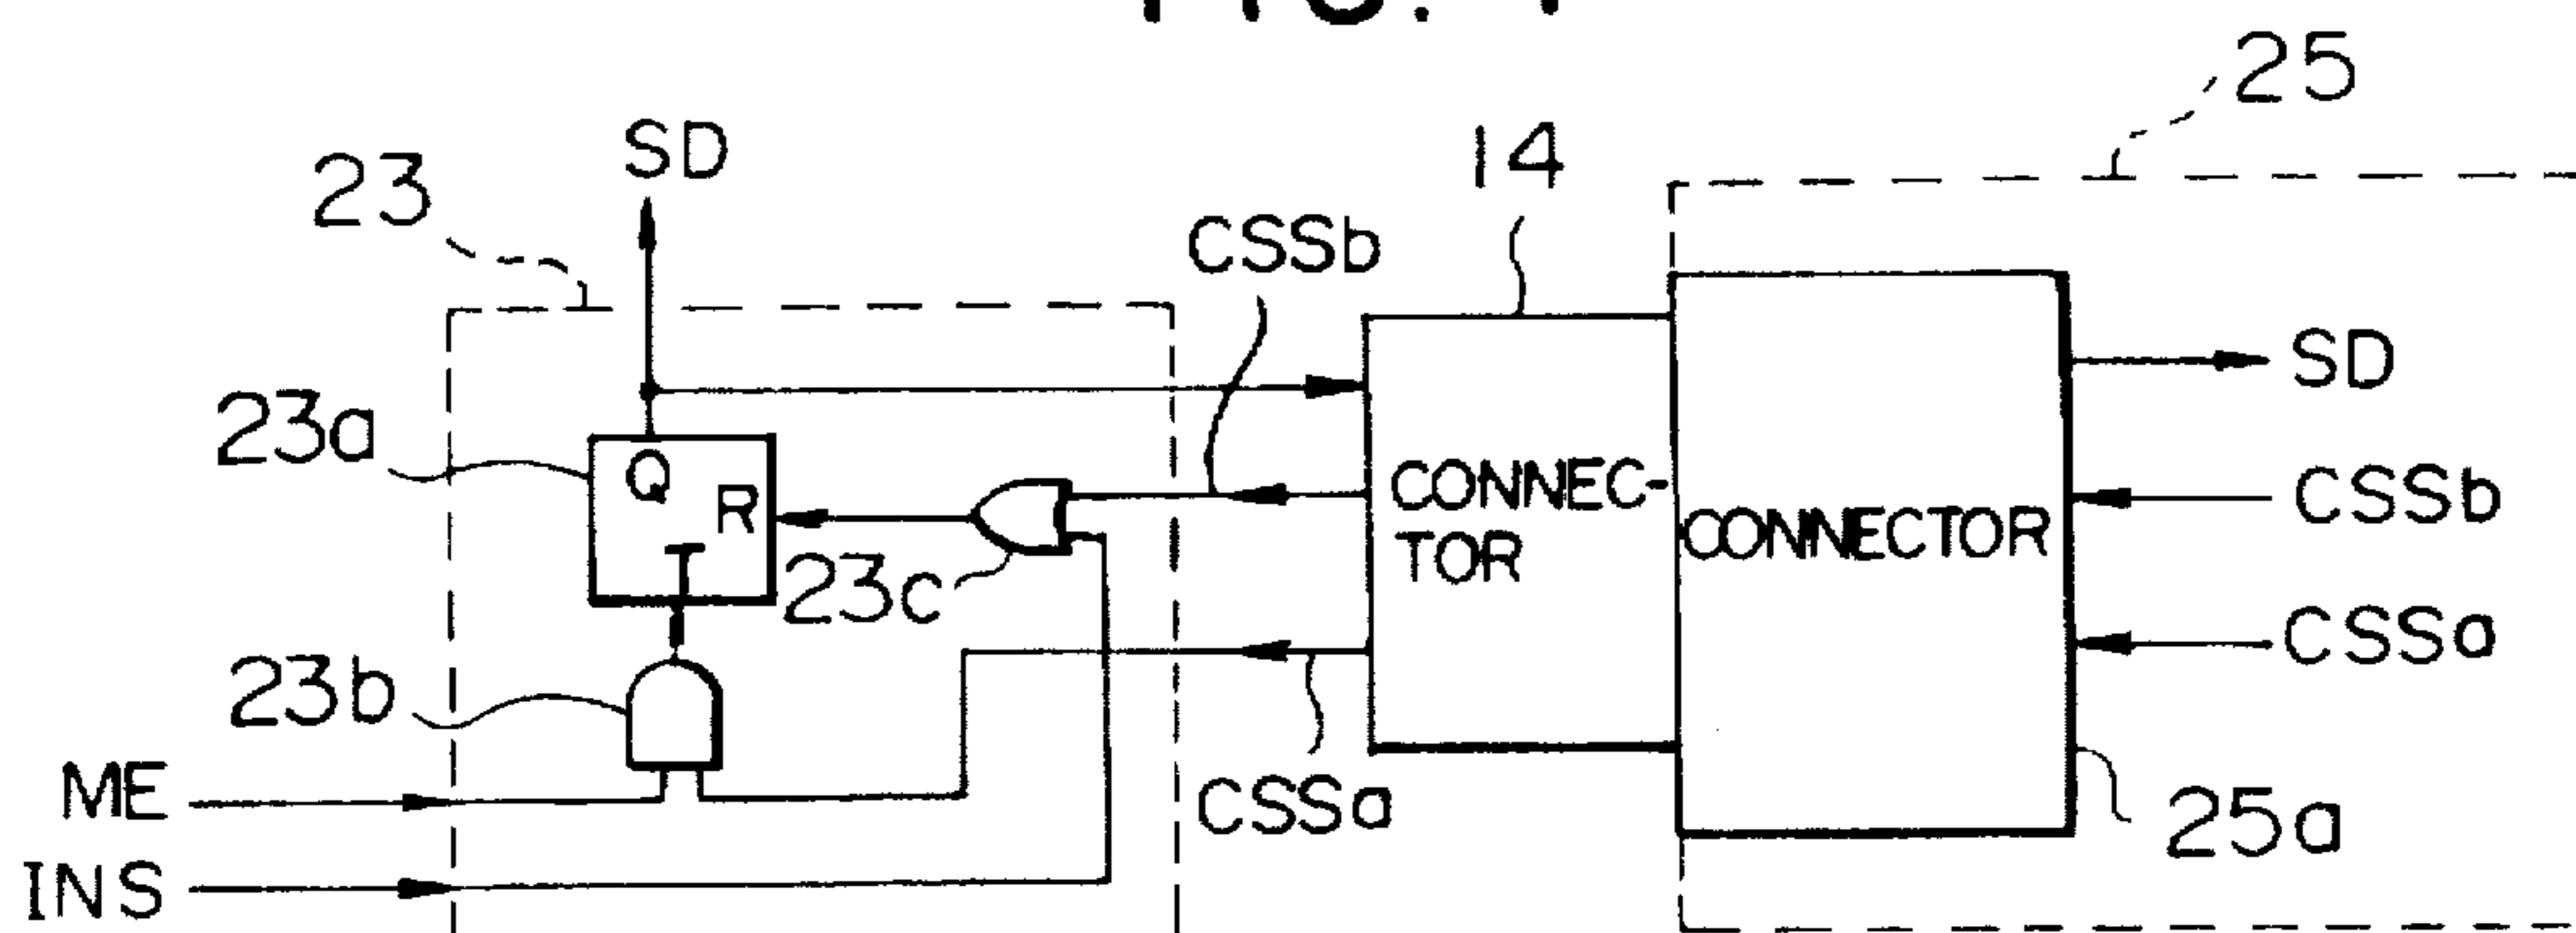 25
SD
14
23
CSSb
SD
23a
Q
R
CONNEC-
TOR
CONNECTOR
CSSb
T
23c
CSSa
23b
ME
CSSa
25a
INS